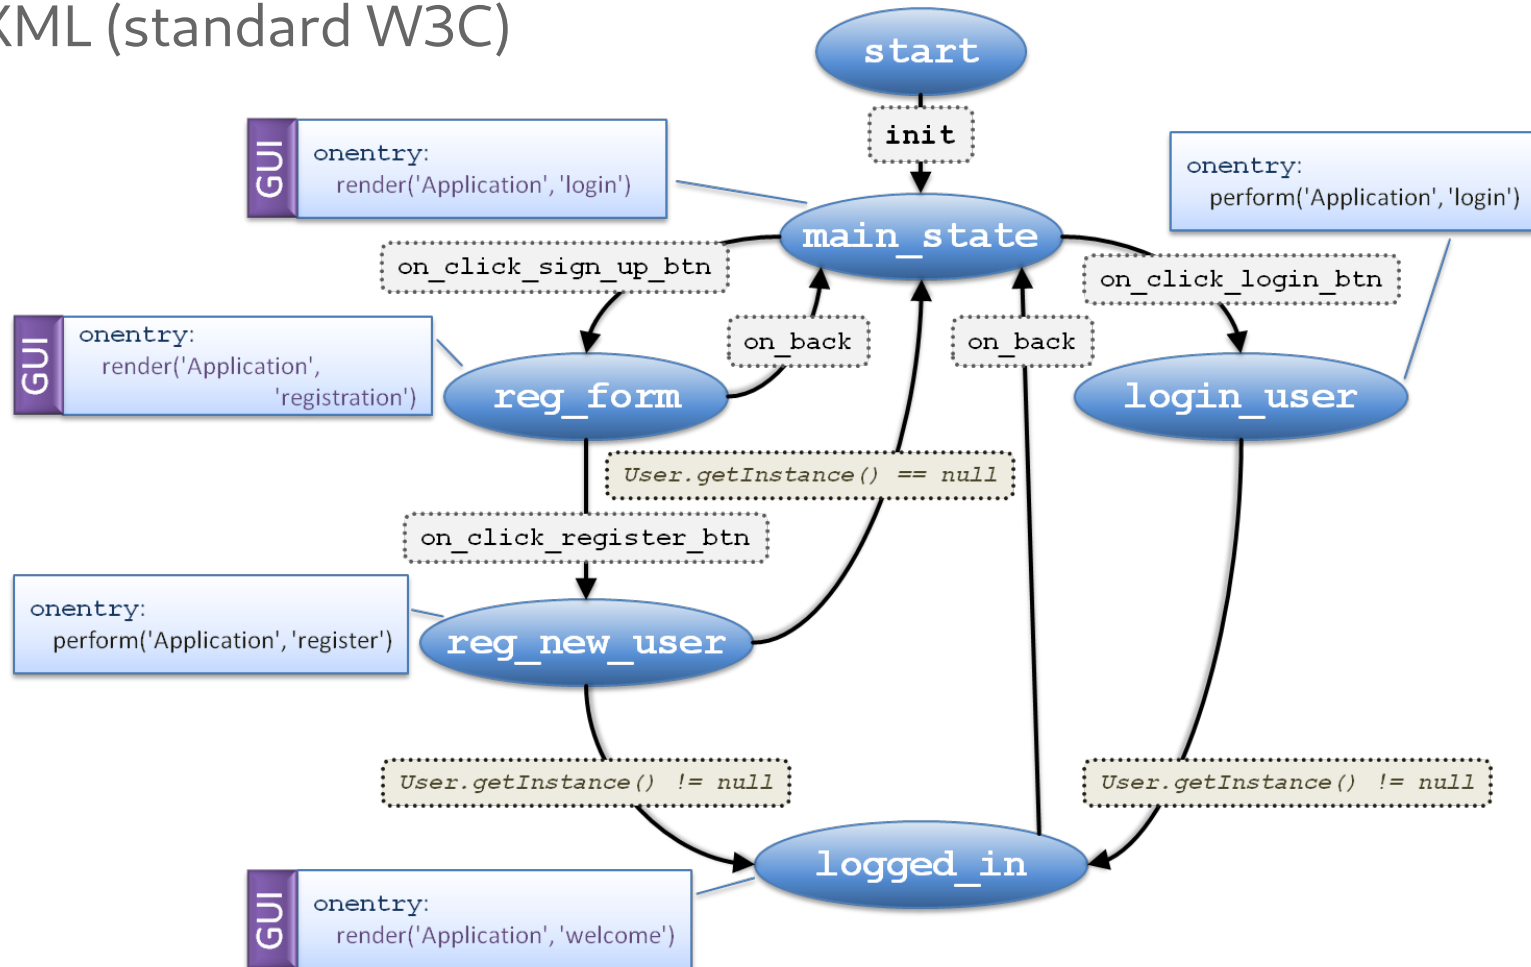 XML (standard W3C)
start
init
GUI
onentry:
render('Application', 'login')
onentry:
perform('Application', 'login')
main_state
on_click_sign_up_btn
on_click_login_btn
GUI
onentry:
render('Application',
'registration')
on_back
on_back
reg_form
login_user
User.getInstance() == null
on_click_register_btn
onentry:
perform('Application', 'register')
reg_new_user
User.getInstance() != null
User.getInstance() != null
logged_in
GUI
onentry:
render('Application', 'welcome')